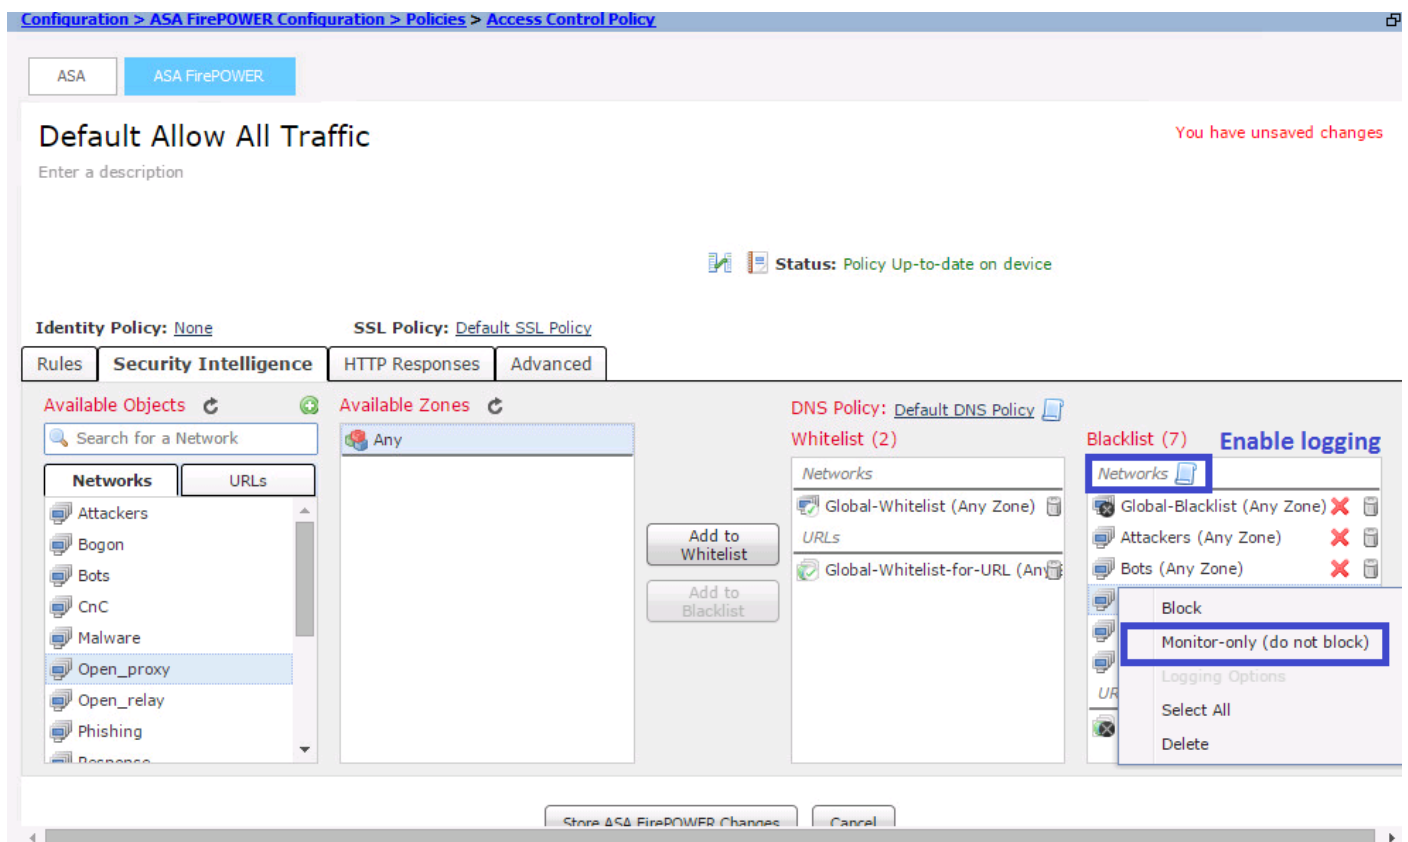 Configuration > ASA FirePOWER Configuration > Policies > Access Control Policy
ASA ASA FirePOWER
Default Allow All Traffic
You have unsaved changes
Enter a description
Status: Policy Up-to-date on device
Identity Policy: None SSL Policy: Default SSL Policy
Rules Security Intelligence HTTP Responses Advanced
Available Objects
Search for a Network
Networks URLs
Attackers
Bogon
Bots
CnC
Malware
Open_proxy
Open_relay
Phishing
Response
Available Zones
Any
Add to
Whitelist
Add to
Blacklist
DNS Policy: Default DNS Policy
Whitelist (2)
Networks
Global-Whitelist (Any Zone)
URLs
Global-Whitelist-for-URL (Any
Blacklist (7) Enable logging
Networks
Global-Blacklist (Any Zone)
Attackers (Any Zone)
Bots (Any Zone)
UR
Block
Monitor-only (do not block)
Logging Options
Select All
Delete
Store ASA FirePOWER Changes Cancel